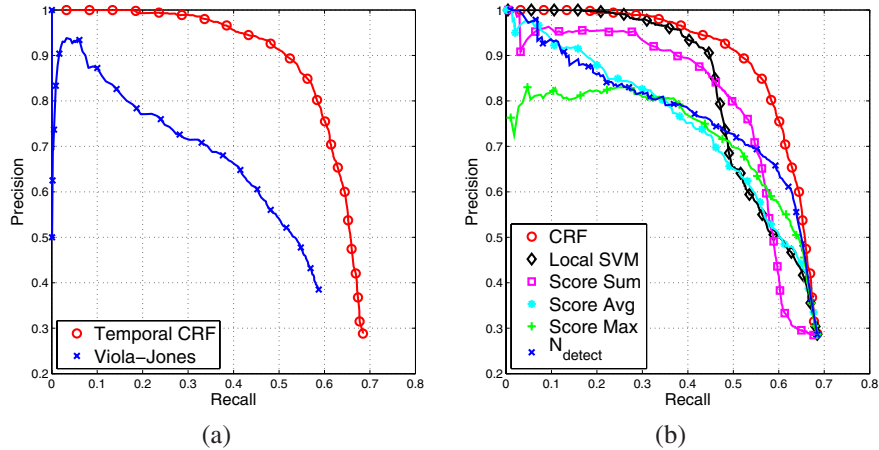 1
0.9
0.8
0.7
0.6
0.5
0.4
0.3
0.2
Precision
0 0.1 0.2 0.3 0.4 0.5 0.6 0.7 0.8
Recall
Temporal CRF
Viola–Jones
(a)
1
0.9
0.8
0.7
0.6
0.5
0.4
0.3
0.2
Precision
0 0.1 0.2 0.3 0.4 0.5 0.6 0.7 0.8
Recall
CRF
Local SVM
Score Sum
Score Avg
Score Max
N_detect
(b)